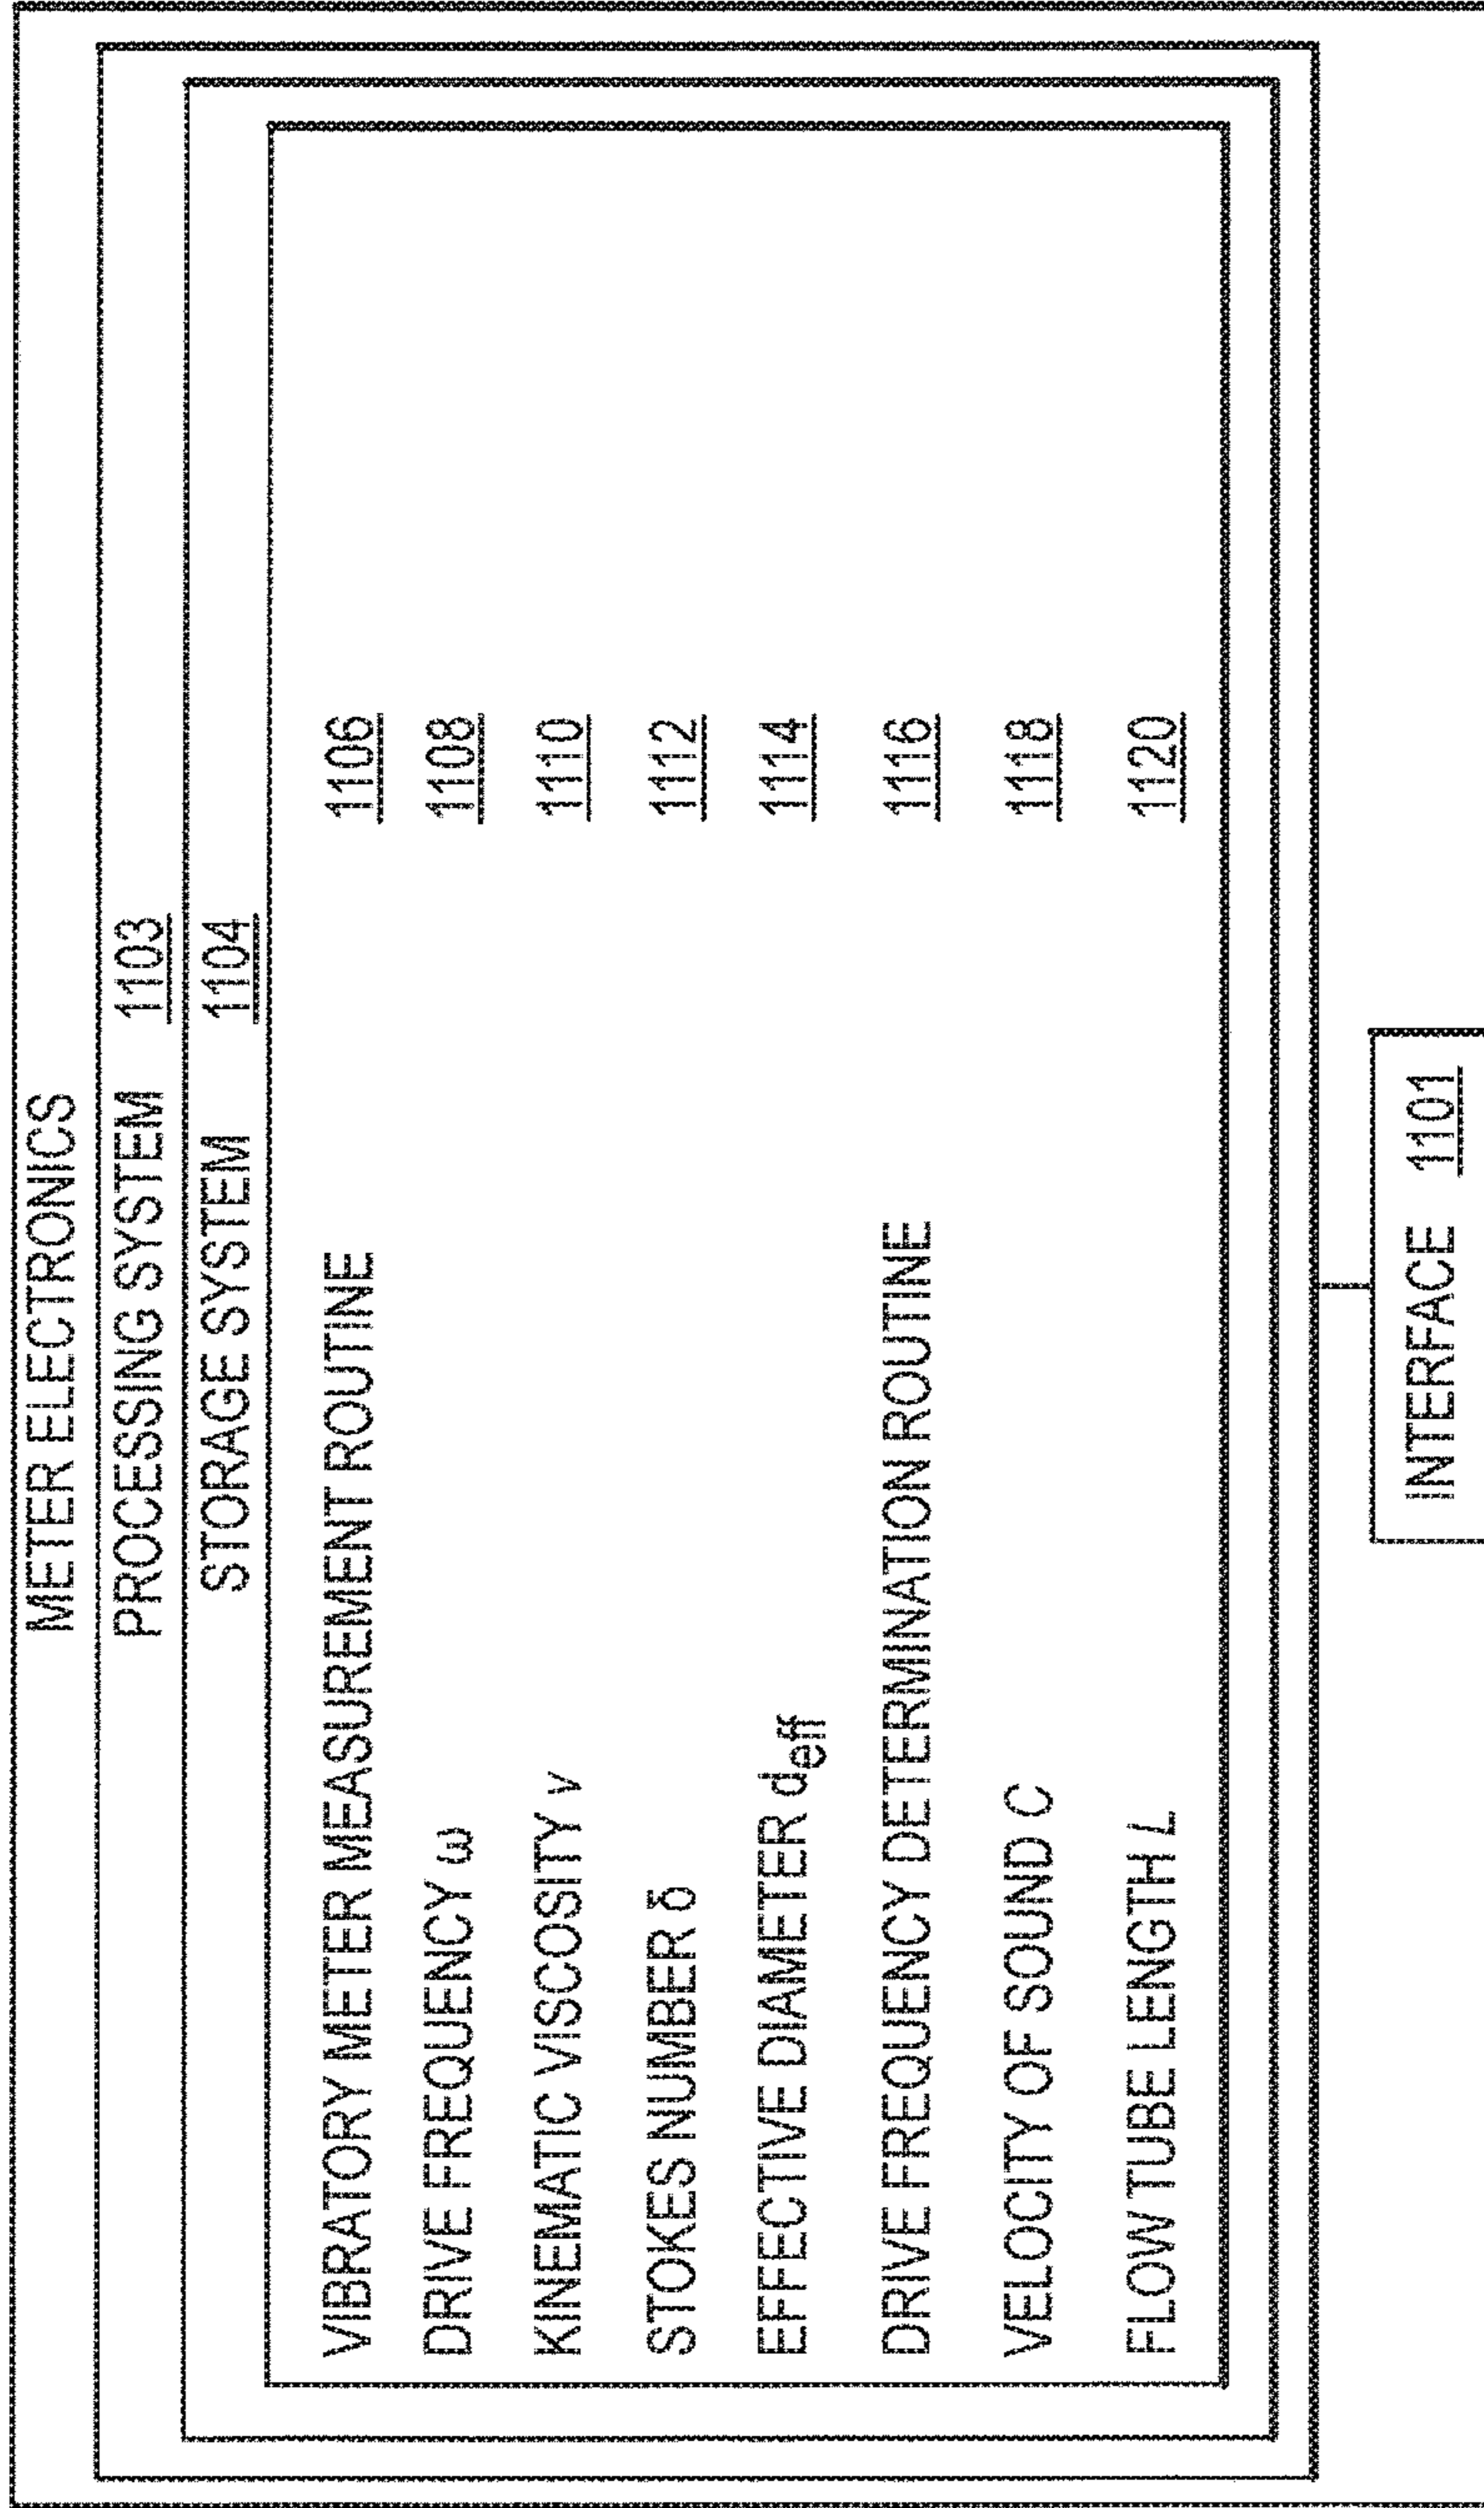 METER ELECTRONICS
PROCESSING SYSTEM 1103
STORAGE SYSTEM 1104
VIBRATORY METER MEASUREMENT ROUTINE 1106
DRIVE FREQUENCY ω 1108
KINEMATIC VISCOSITY ν 1110
STOKES NUMBER δ 1112
EFFECTIVE DIAMETER d_eff 1114
DRIVE FREQUENCY DETERMINATION ROUTINE 1116
VELOCITY OF SOUND C 1118
FLOW TUBE LENGTH L 1120
INTERFACE 1101